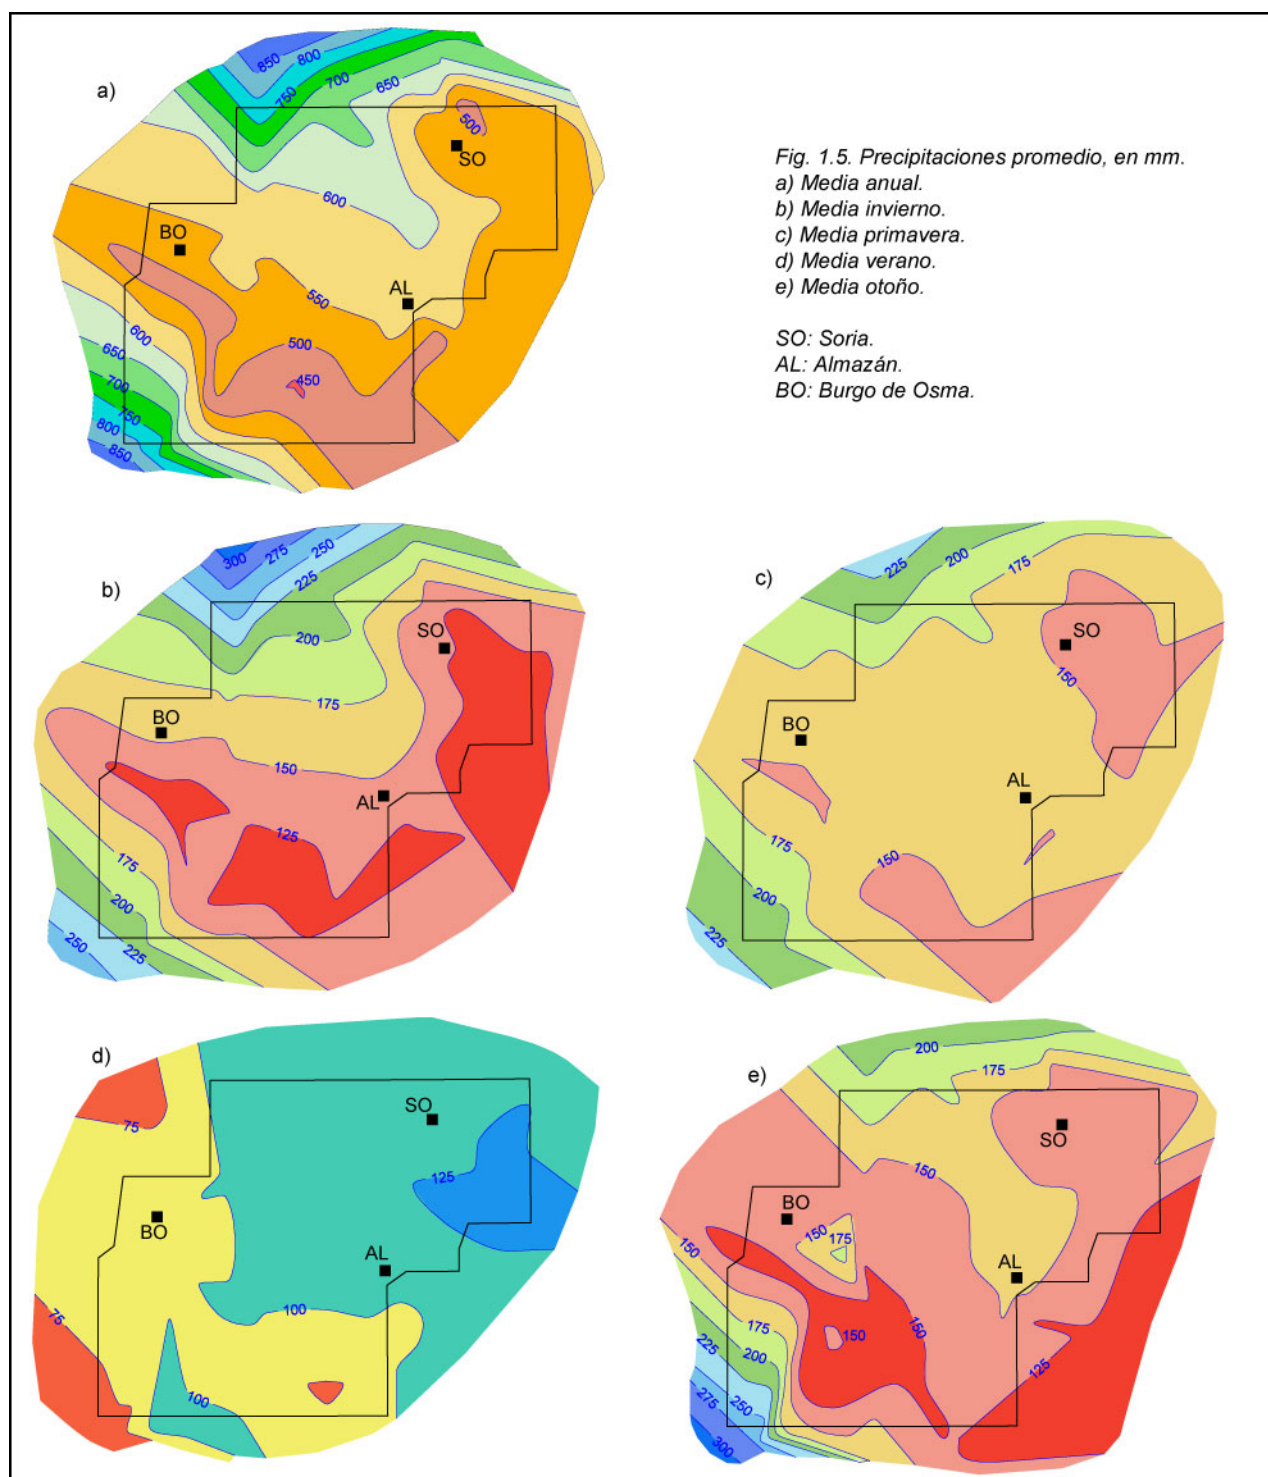 a)
850
800
750
700
650
500
SO
600
BO
550
AL
600
650
700
750
800
850
500
450
Fig. 1.5. Precipitaciones promedio, en mm.
a) Media anual.
b) Media invierno.
c) Media primavera.
d) Media verano.
e) Media otoño.
SO: Soria.
AL: Almazán.
BO: Burgo de Osma.
b)
300
275
250
225
200
SO
175
BO
150
AL
125
175
200
225
250
c)
225
200
175
SO
150
BO
AL
175
150
200
225
d)
75
SO
125
BO
AL
100
75
100
e)
200
175
SO
150
BO
150
175
150
AL
175
150
150
125
225
200
275
250
300